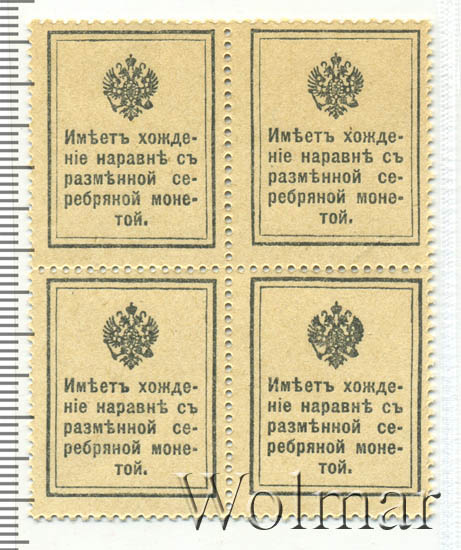 Имѣетъ хожде-
ніе наравнѣ съ
размѣнной се-
ребряной моне-
той.
Имѣетъ хожде-
ніе наравнѣ съ
размѣнной се-
ребряной моне-
той.
Имѣетъ хожде-
ніе наравнѣ съ
размѣнной се-
ребряной моне-
той.
Имѣетъ хожде-
ніе наравнѣ съ
размѣнной се-
ребряной моне-
той.
Wolmar